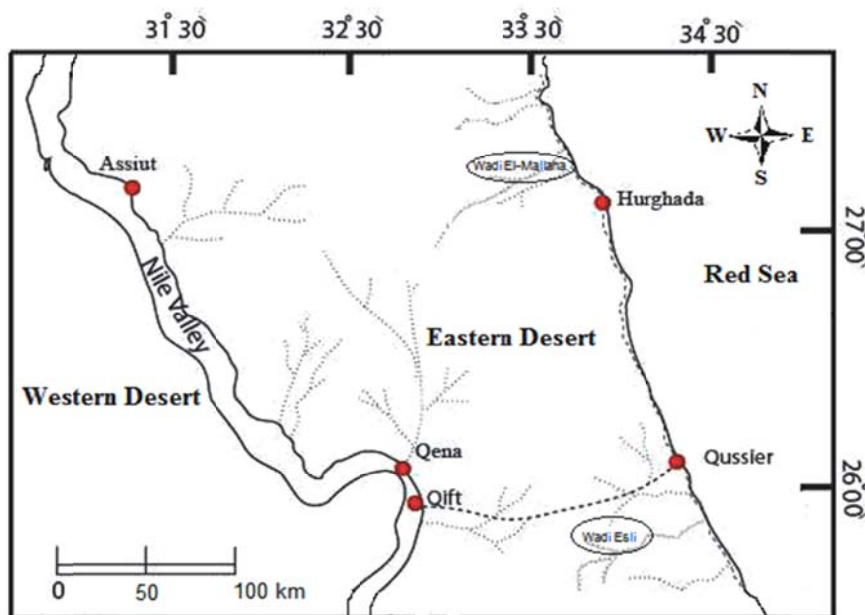 31°30` 32°30` 33°30` 34°30`
N
W E
S
Wadi El-Mallaha
Assiut
Hurghada
27°00`
Nile Valley
Red Sea
Eastern Desert
Western Desert
Qena
Qussier
Qift
26°00`
Wadi Esli
0 50 100 km